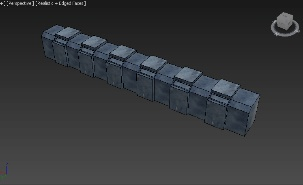 [+] [Perspective] [Realistic + Edged Faces]